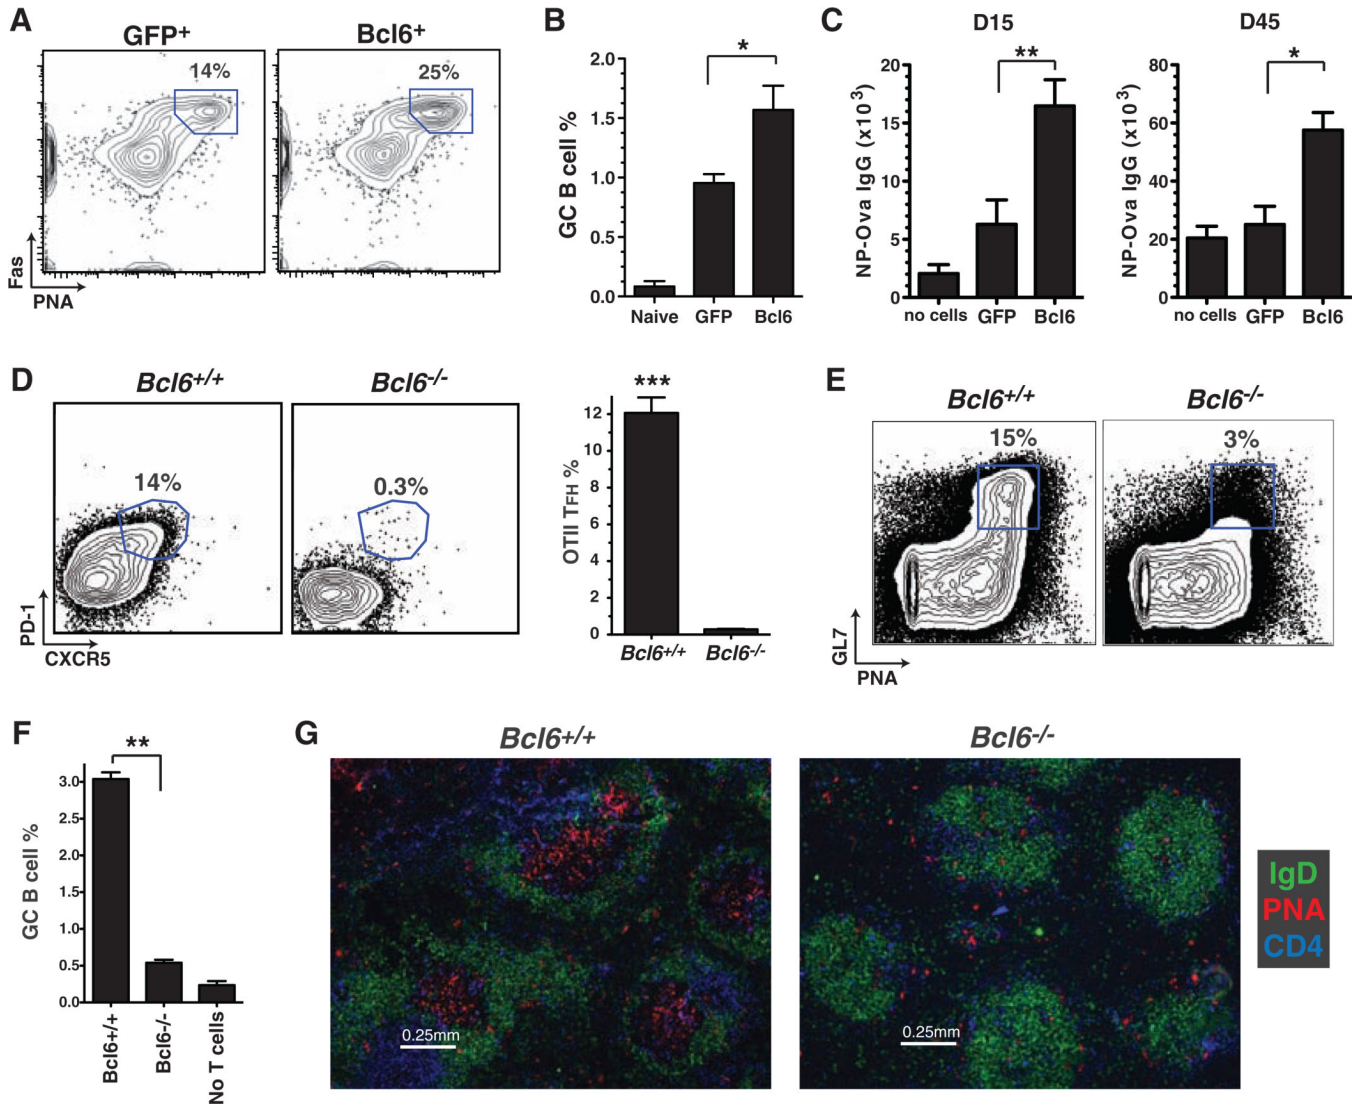 A
GFP+
Bcl6+
14%
25%
Fas
PNA
B
GC B cell %
2.0
1.5
1.0
0.5
0.0
*
Naive
GFP
Bcl6
C
D15
NP-Ova IgG (x10³)
20
15
10
5
0
**
no cells
GFP
Bcl6
D45
NP-Ova IgG (x10³)
80
60
40
20
0
*
no cells
GFP
Bcl6
D
Bcl6+/+
Bcl6-/-
14%
0.3%
PD-1
CXCR5
OTII TFH %
12
10
8
6
4
2
0
***
Bcl6+/+
Bcl6-/-
E
Bcl6+/+
Bcl6-/-
15%
3%
GL7
PNA
F
GC B cell %
3.0
2.5
2.0
1.5
1.0
0.5
0.0
**
Bcl6+/+
Bcl6-/-
No T cells
G
Bcl6+/+
Bcl6-/-
0.25mm
0.25mm
IgD
PNA
CD4